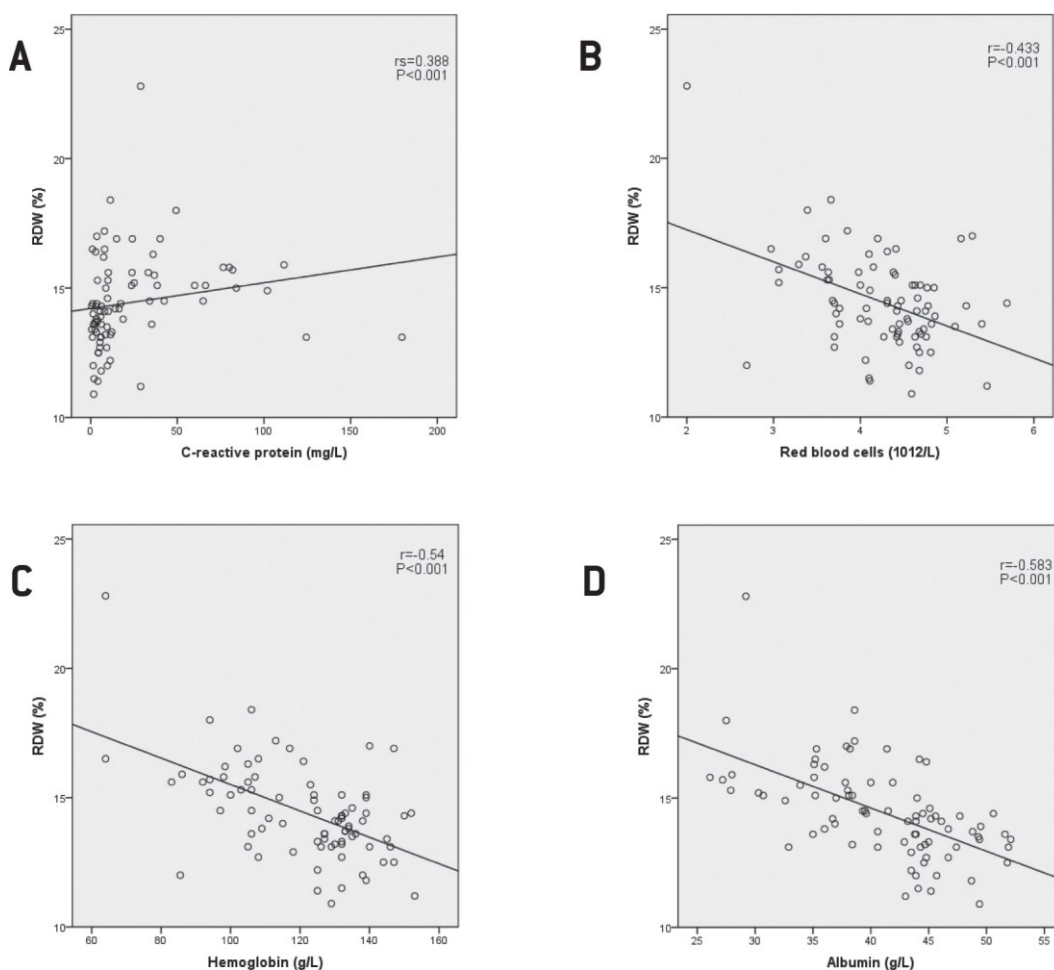 A
rs=0.388
P<0.001
RDW (%)
25
20
15
10
0
50
100
150
200
C-reactive protein (mg/L)
B
r=-0.433
P<0.001
RDW (%)
25
20
15
10
2
3
4
5
6
Red blood cells (1012/L)
C
r=-0.54
P<0.001
RDW (%)
25
20
15
10
60
80
100
120
140
160
Hemoglobin (g/L)
D
r=-0.583
P<0.001
RDW (%)
25
20
15
10
25
30
35
40
45
50
55
Albumin (g/L)